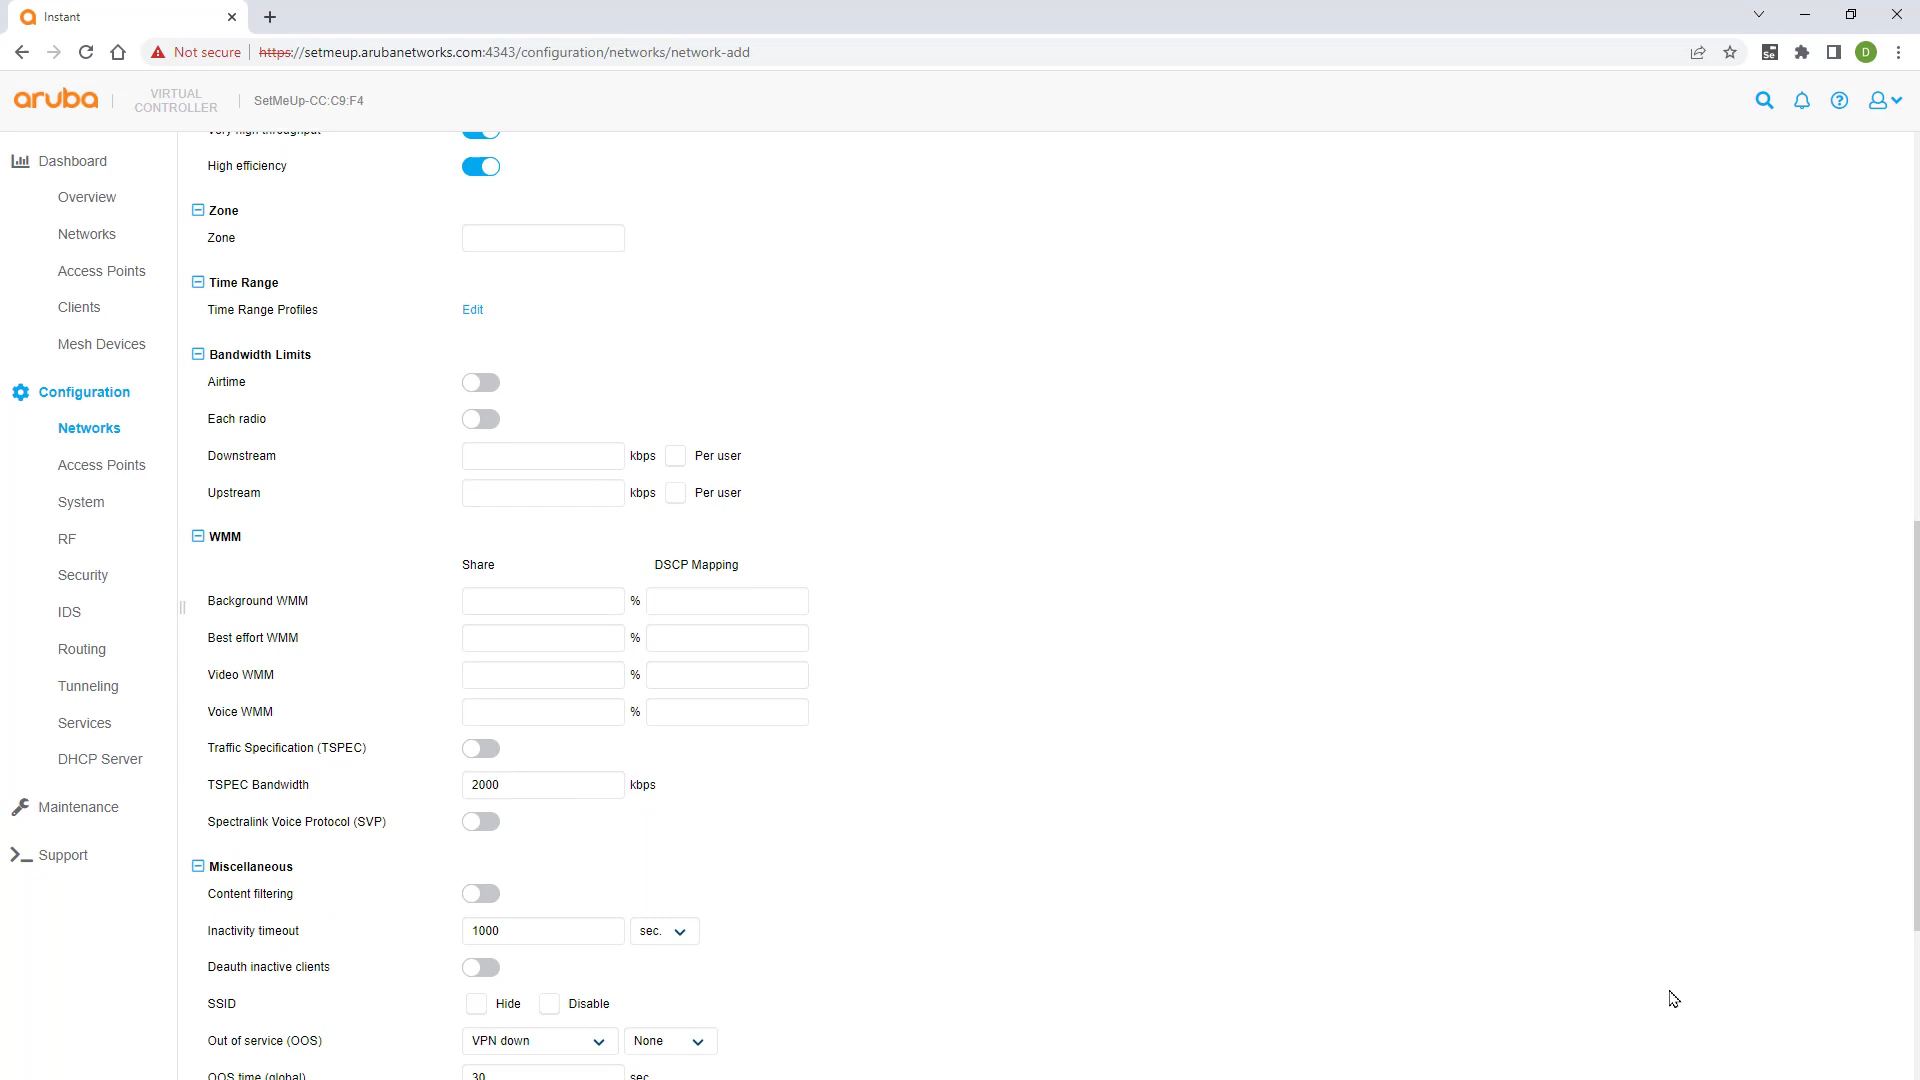 Instant
Not secure https://setmeup.arubanetworks.com:4343/configuration/networks/network-add
Se
D
aruba
VIRTUAL
CONTROLLER
SetMeUp-CC:C9:F4
Dashboard
Overview
Networks
Access Points
Clients
Mesh Devices
Configuration
Networks
Access Points
System
RF
Security
IDS
Routing
Tunneling
Services
DHCP Server
Maintenance
Support
Very high throughput
High efficiency
Zone
Zone
Time Range
Time Range Profiles Edit
Bandwidth Limits
Airtime
Each radio
Downstream kbps Per user
Upstream kbps Per user
WMM
Share DSCP Mapping
Background WMM %
Best effort WMM %
Video WMM %
Voice WMM %
Traffic Specification (TSPEC)
TSPEC Bandwidth 2000 kbps
Spectralink Voice Protocol (SVP)
Miscellaneous
Content filtering
Inactivity timeout 1000 sec.
Deauth inactive clients
SSID Hide Disable
Out of service (OOS) VPN down None
OOS time (global) 30 sec